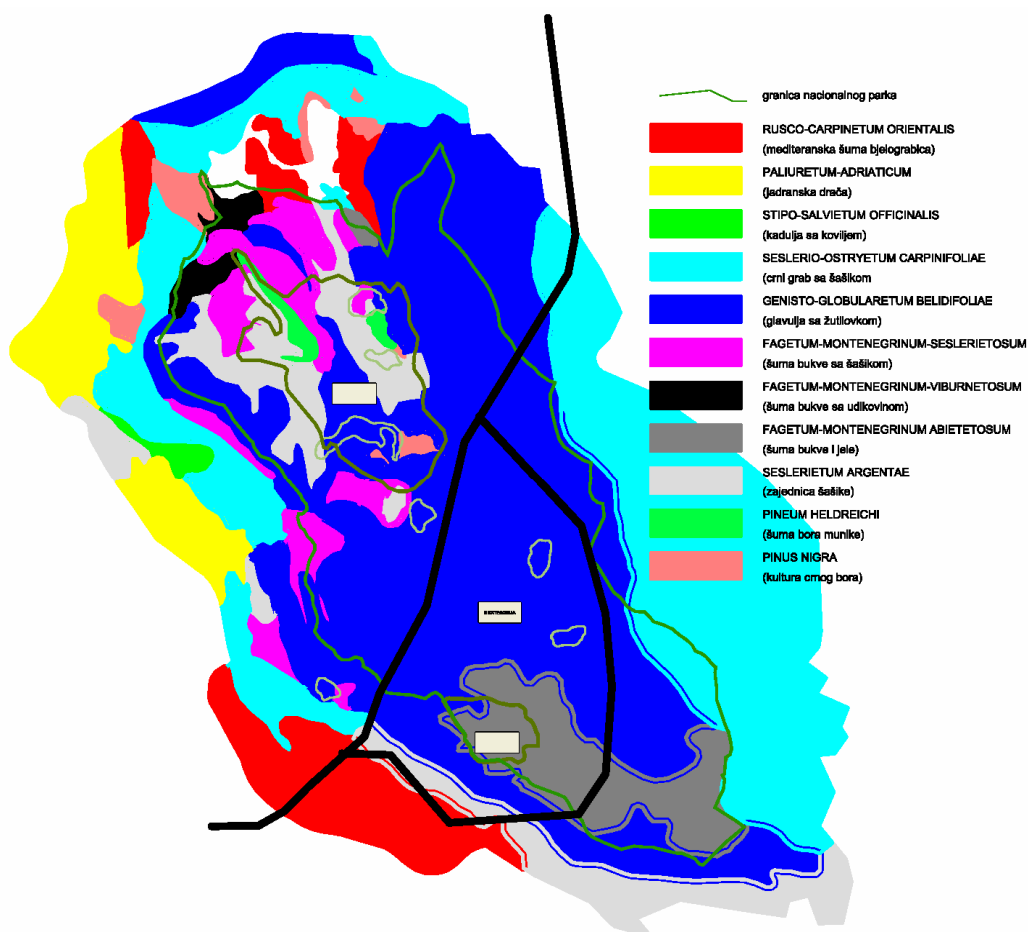 granica nacionalnog parka
RUSCO-CARPINETUM ORIENTALIS
(mediteranska šuma bjelograbica)
PALIURETUM-ADRIATICUM
(jadranska drača)
STIPO-SALVIETUM OFFICINALIS
(kadulja sa koviljem)
SESLERIO-OSTRYETUM CARPINIFOLIAE
(crni grab sa šašikom
GENISTO-GLOBULARETUM BELIDIFOLIAE
(glavulja sa žutilovkom)
FAGETUM-MONTENEGRINUM-SESLERIETOSUM
(šuma bukve sa šašikom)
FAGETUM-MONTENEGRINUM-VIBURNETOSUM
(šuma bukve sa udikovinom)
FAGETUM-MONTENEGRINUM ABIETETOSUM
(šuma bukve i jele)
SESLERIETUM ARGENTAE
(zajednica šašike)
PINEUM HELDREICHI
(šuma bora munike)
PINUS NIGRA
(kultura crnog bora)